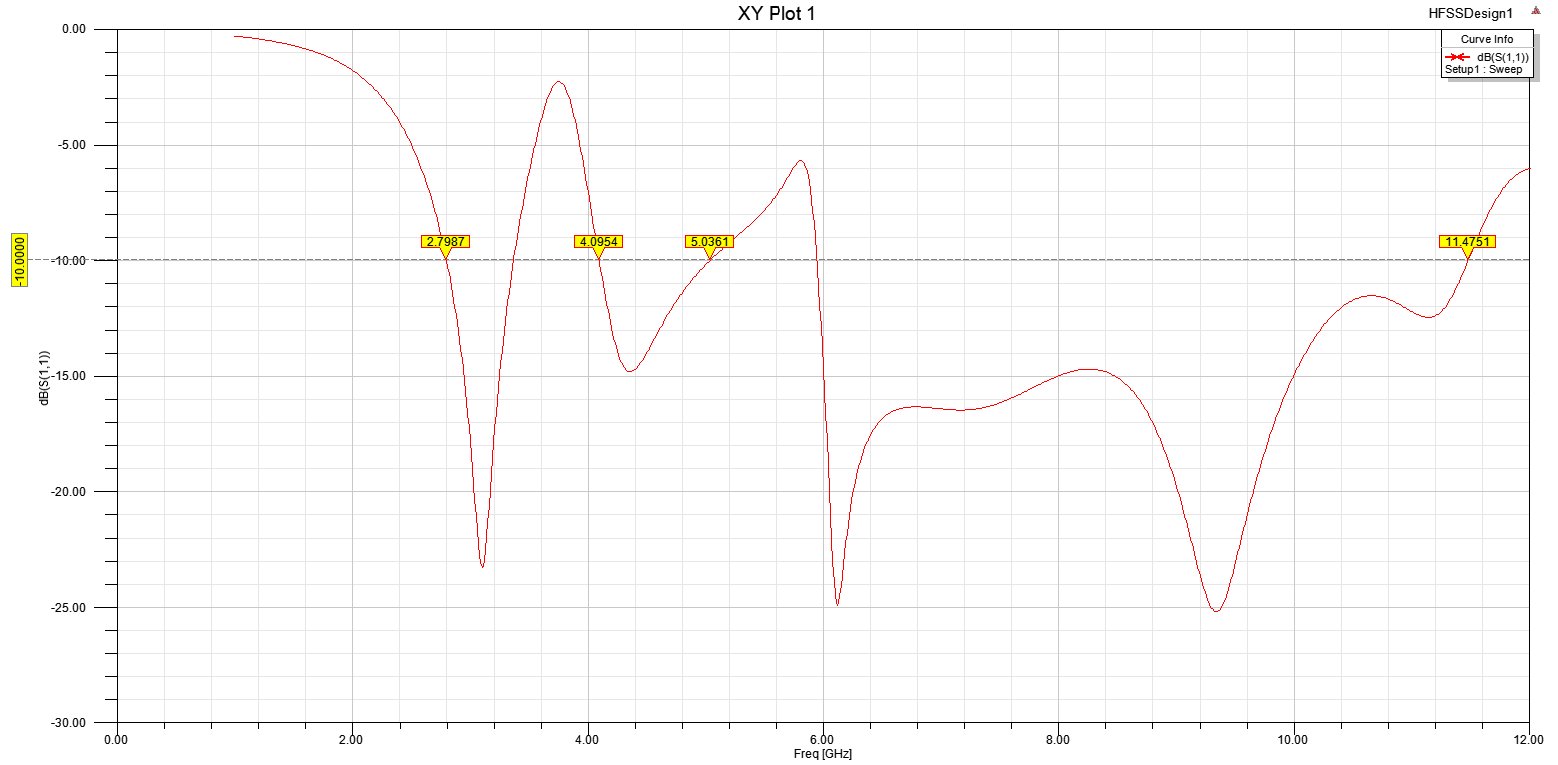 XY Plot 1
HFSSDesign1
Curve Info
dB(S(1,1))
Setup1 : Sweep
0.00
-5.00
-10.00
-15.00
-20.00
-25.00
-30.00
-10.0000
dB(S(1,1))
2.7987
4.0954
5.0361
11.4751
0.00
2.00
4.00
6.00
8.00
10.00
12.00
Freq [GHz]